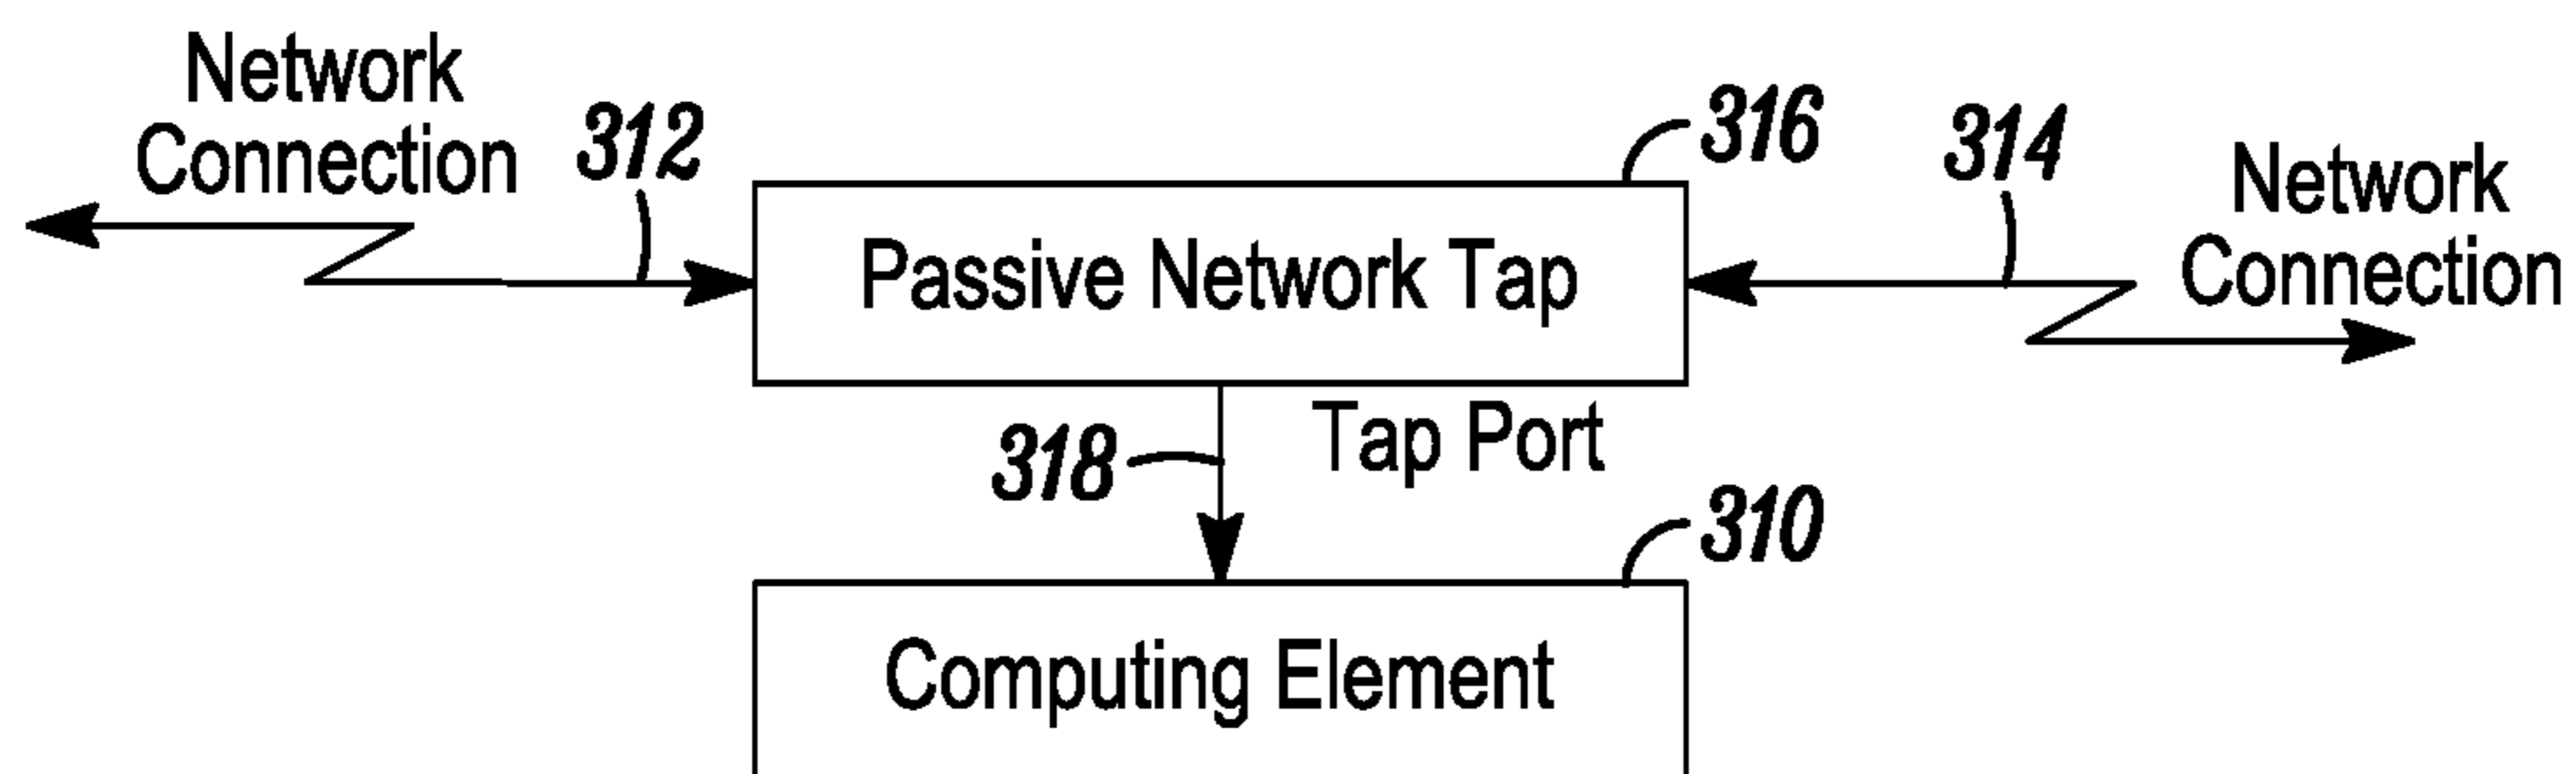 Network
Connection
312
316
314
Network
Connection
Passive Network Tap
318
Tap Port
310
Computing Element